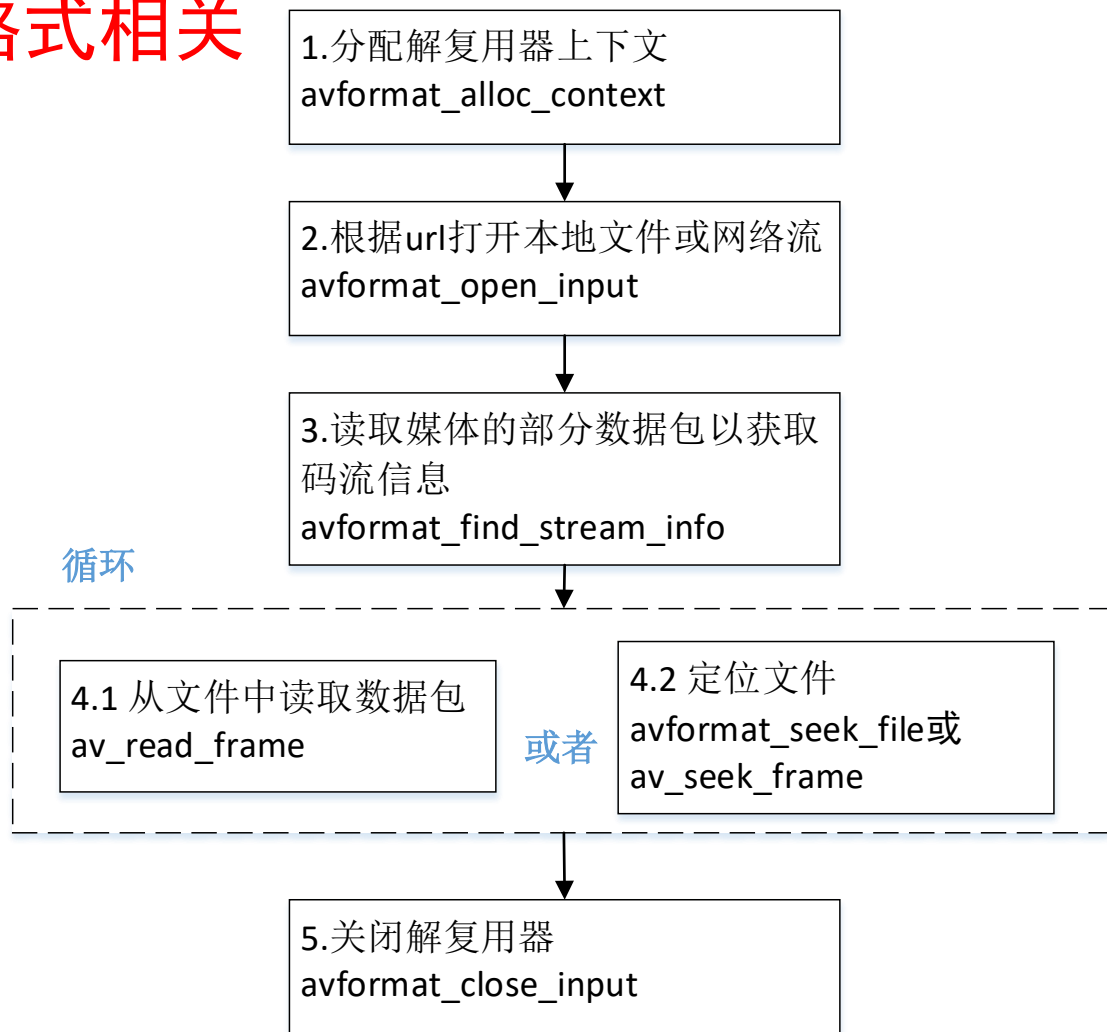 格式相关
1.分配解复用器上下文
avformat_alloc_context
2.根据url打开本地文件或网络流
avformat_open_input
3.读取媒体的部分数据包以获取
码流信息
avformat_find_stream_info
循环
4.1 从文件中读取数据包
av_read_frame
或者
4.2 定位文件
avformat_seek_file或
av_seek_frame
5.关闭解复用器
avformat_close_input